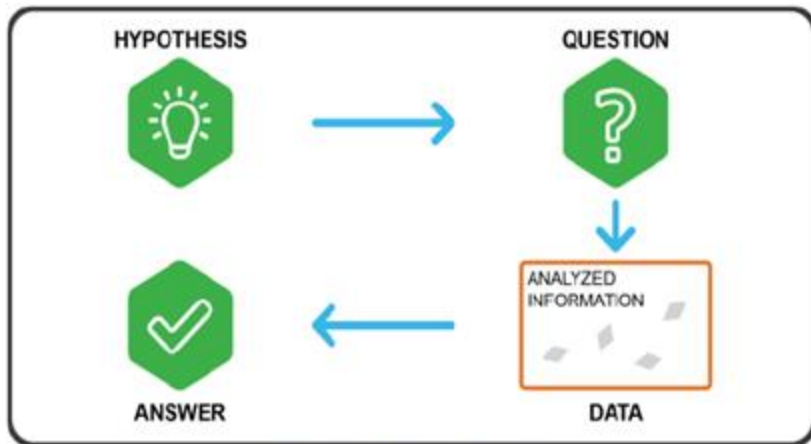 HYPOTHESIS
QUESTION
?
ANALYZED
INFORMATION
ANSWER
DATA